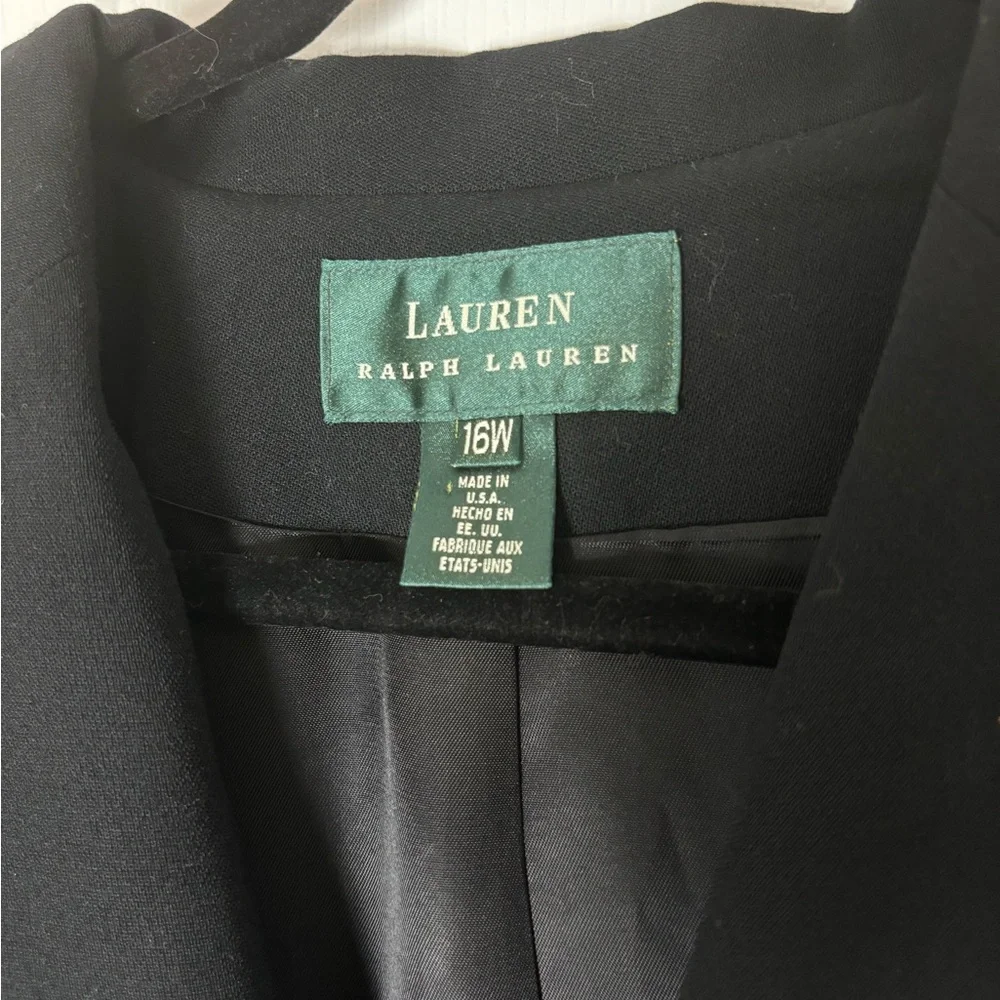 LAUREN
RALPH LAUREN
16W
MADE IN
U.S.A.
HECHO EN
EE. UU.
FABRIQUE AUX
ETATS-UNIS